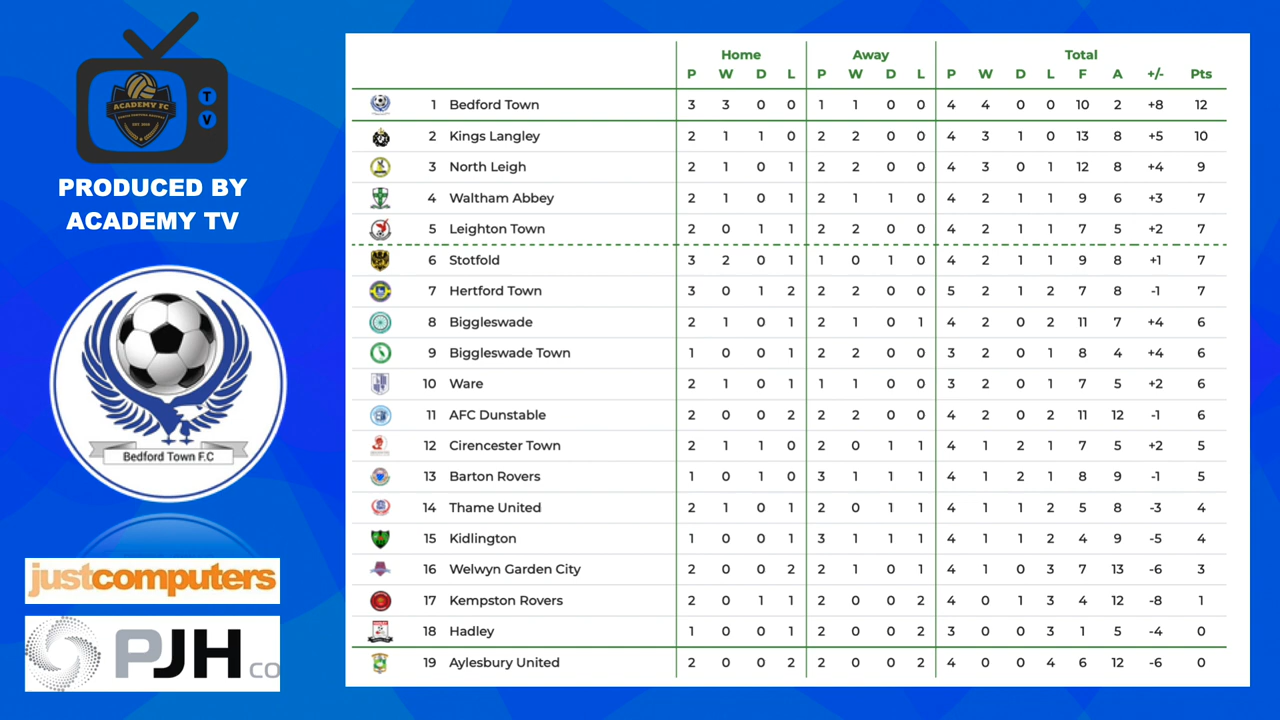 ACADEMY FC
EST
T
V
PRODUCED BY
ACADEMY TV
Bedford Town F.C
justcomputers
PJH CO
Home Away Total
P W D L P W D L P W D L F A +/- Pts
1 Bedford Town 3 3 0 0 1 1 0 0 4 4 0 0 10 2 +8 12
2 Kings Langley 2 1 1 0 2 2 0 0 4 3 1 0 13 8 +5 10
3 North Leigh 2 1 0 1 2 2 0 0 4 3 0 1 12 8 +4 9
4 Waltham Abbey 2 1 0 1 2 1 1 0 4 2 1 1 9 6 +3 7
5 Leighton Town 2 0 1 1 2 2 0 0 4 2 1 1 7 5 +2 7
6 Stotfold 3 2 0 1 1 0 1 0 4 2 1 1 9 8 +1 7
7 Hertford Town 3 0 1 2 2 2 0 0 5 2 1 2 7 8 -1 7
8 Biggleswade 2 1 0 1 2 1 0 1 4 2 0 2 11 7 +4 6
9 Biggleswade Town 1 0 0 1 2 2 0 0 3 2 0 1 8 4 +4 6
10 Ware 2 1 0 1 1 1 0 0 3 2 0 1 7 5 +2 6
11 AFC Dunstable 2 0 0 2 2 2 0 0 4 2 0 2 11 12 -1 6
12 Cirencester Town 2 1 1 0 2 0 1 1 4 1 2 1 7 5 +2 5
13 Barton Rovers 1 0 1 0 3 1 1 1 4 1 2 1 8 9 -1 5
14 Thame United 2 1 0 1 2 0 1 1 4 1 1 2 5 8 -3 4
15 Kidlington 1 0 0 1 3 1 1 1 4 1 1 2 4 9 -5 4
16 Welwyn Garden City 2 0 0 2 2 1 0 1 4 1 0 3 7 13 -6 3
17 Kempston Rovers 2 0 1 1 2 0 0 2 4 0 1 3 4 12 -8 1
18 Hadley 1 0 0 1 2 0 0 2 3 0 0 3 1 5 -4 0
19 Aylesbury United 2 0 0 2 2 0 0 2 4 0 0 4 6 12 -6 0